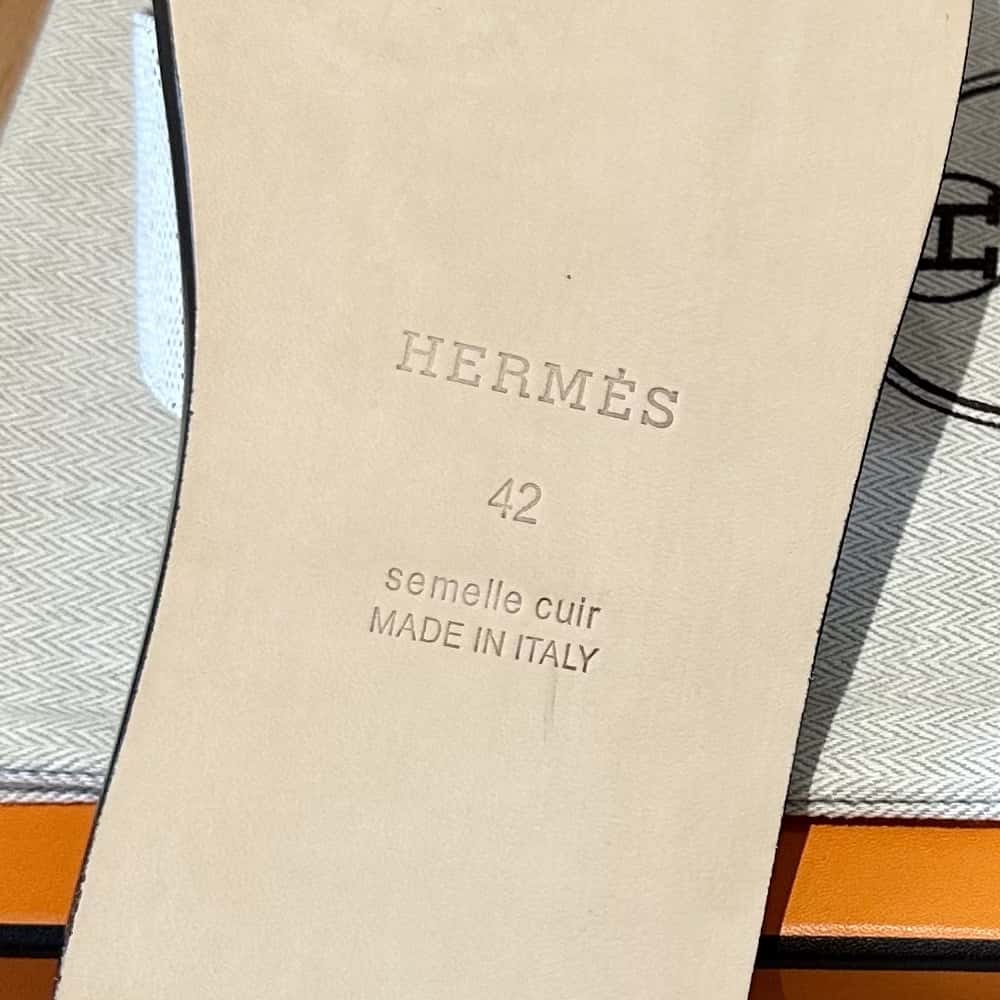 HERMÈS
42
semelle cuir
MADE IN ITALY
H